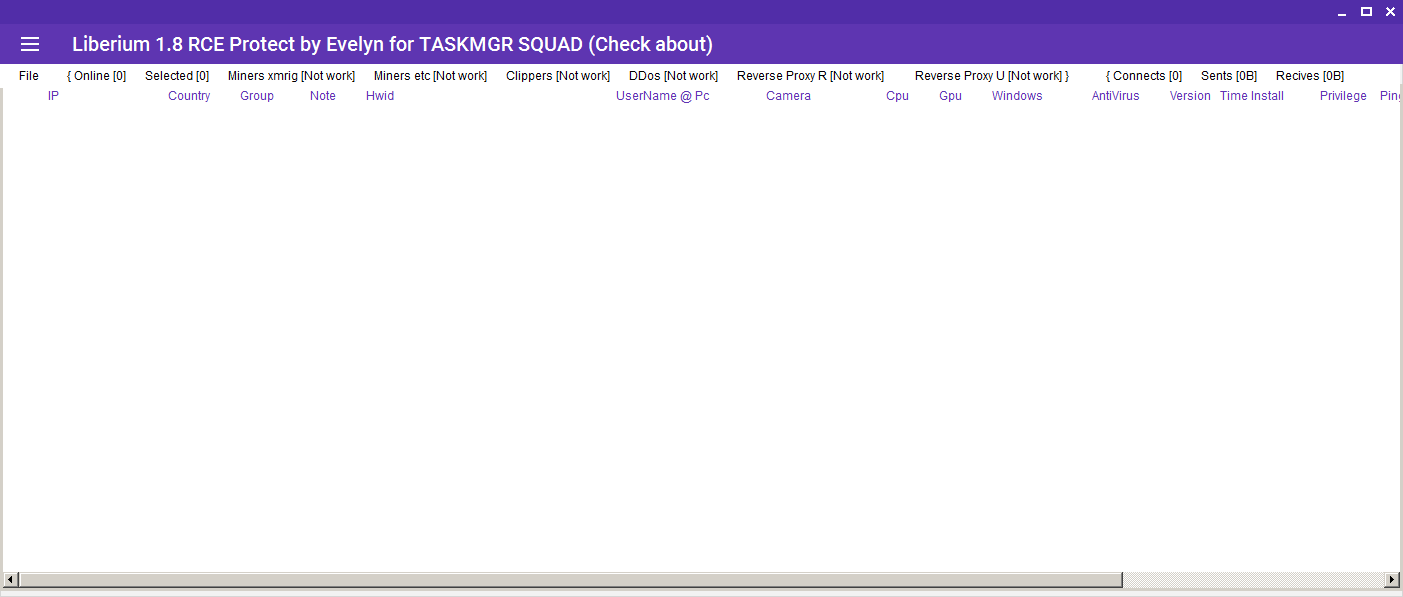 Liberium 1.8 RCE Protect by Evelyn for TASKMGR SQUAD (Check about)
File { Online [0] Selected [0] Miners xmrig [Not work] Miners etc [Not work] Clippers [Not work] DDos [Not work] Reverse Proxy R [Not work] Reverse Proxy U [Not work] } { Connects [0] Sents [0B] Recives [0B]
IP Country Group Note Hwid UserName @ Pc Camera Cpu Gpu Windows AntiVirus Version Time Install Privilege Ping